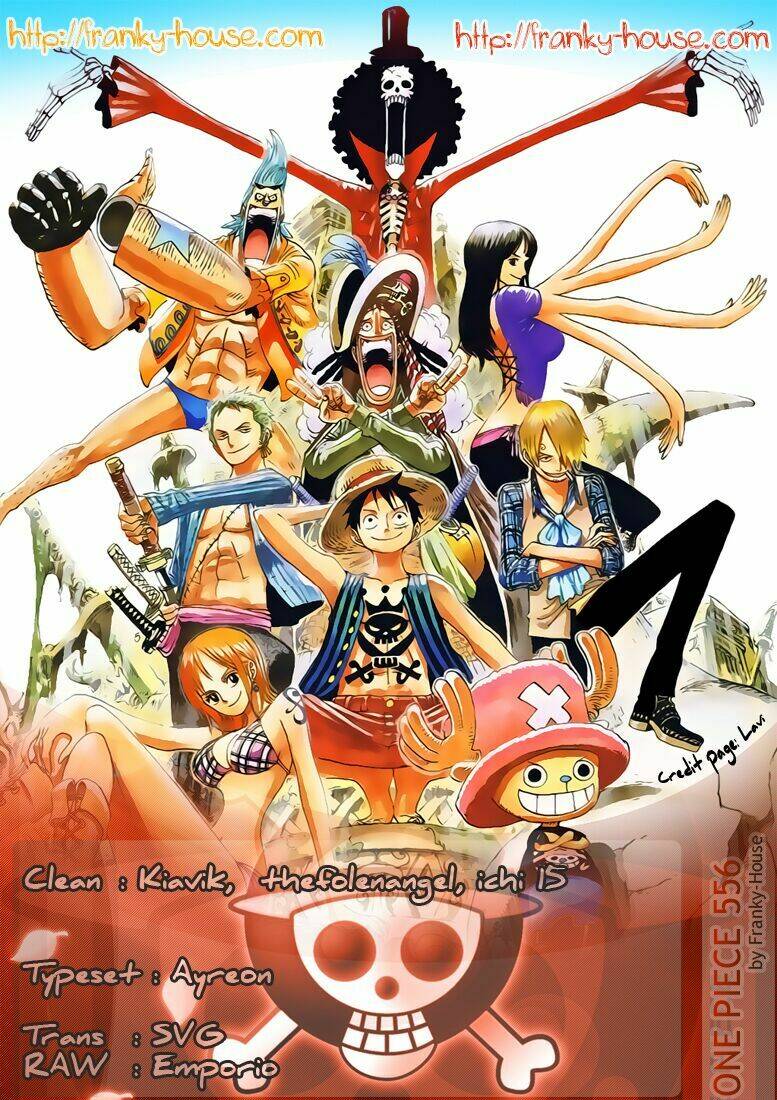 http://franky-house.com
http://franky-house.com
Credit page: Lavi
Clean : Kiavik, thefolenangel, ichi 15
Typeset : Ayreon
Trans : SVG
RAW : Emporio
ONE PIECE 556
by Franky-House